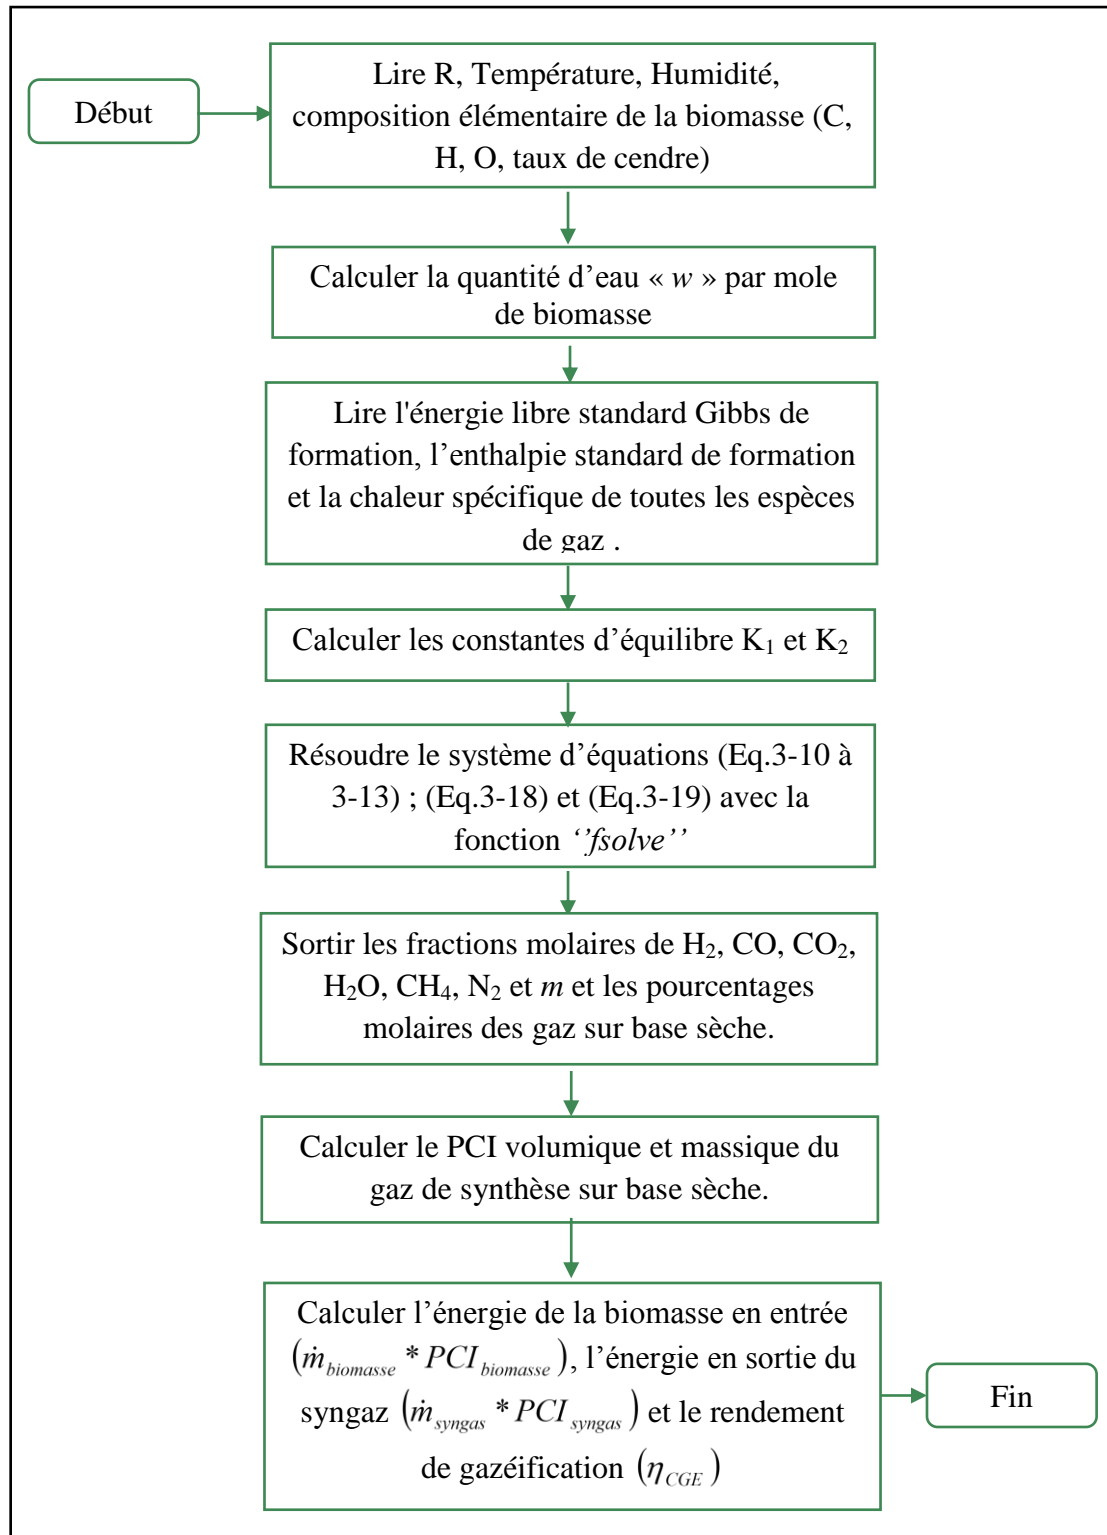 Début
Lire R, Température, Humidité,
composition élémentaire de la biomasse (C,
H, O, taux de cendre)
Calculer la quantité d’eau « w » par mole
de biomasse
Lire l'énergie libre standard Gibbs de
formation, l’enthalpie standard de formation
et la chaleur spécifique de toutes les espèces
de gaz .
Calculer les constantes d’équilibre K₁ et K₂
Résoudre le système d’équations (Eq.3-10 à
3-13) ; (Eq.3-18) et (Eq.3-19) avec la
fonction ‘’fsolve’’
Sortir les fractions molaires de H₂, CO, CO₂,
H₂O, CH₄, N₂ et m et les pourcentages
molaires des gaz sur base sèche.
Calculer le PCI volumique et massique du
gaz de synthèse sur base sèche.
Calculer l’énergie de la biomasse en entrée
(ṁ_biomasse * PCI_biomasse), l’énergie en sortie du
syngaz (ṁ_syngas * PCI_syngas) et le rendement
de gazéification (η_CGE)
Fin